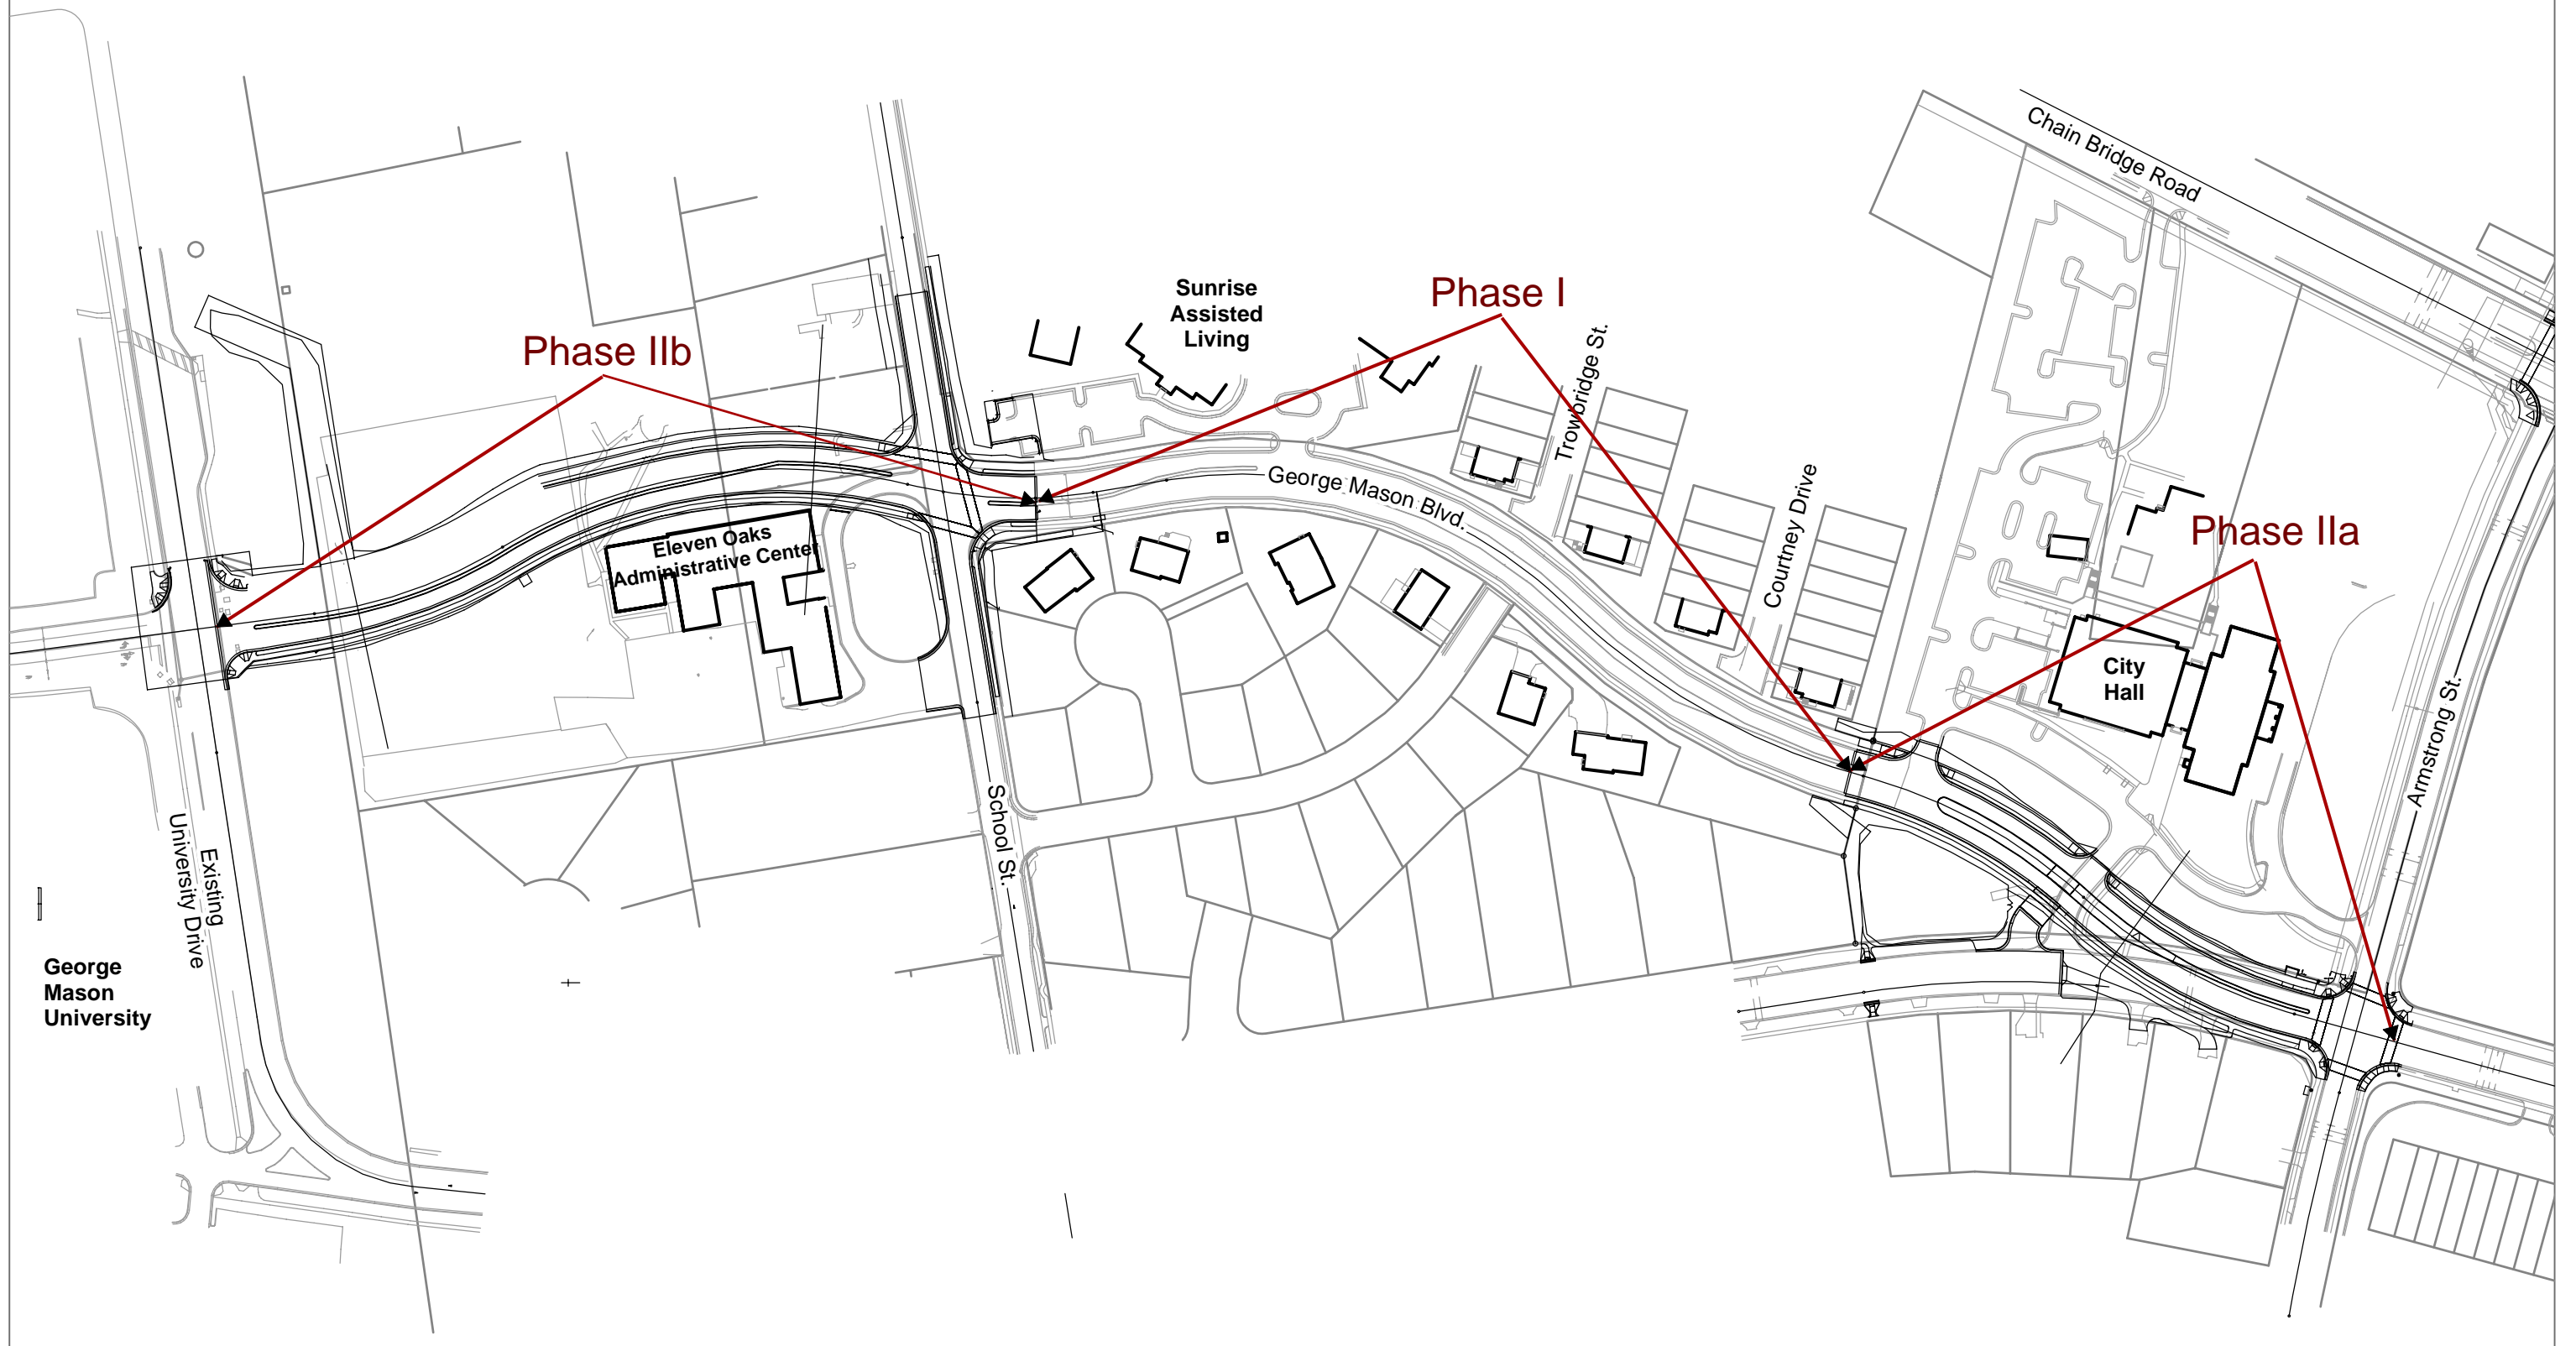 Chain Bridge Road
Sunrise
Assisted
Living
Phase I
Phase IIb
Trowbridge St.
George Mason Blvd.
Courtney Drive
Phase IIa
Eleven Oaks
Administrative Center
City
Hall
Armstrong St.
School St.
Existing
University Drive
George
Mason
University